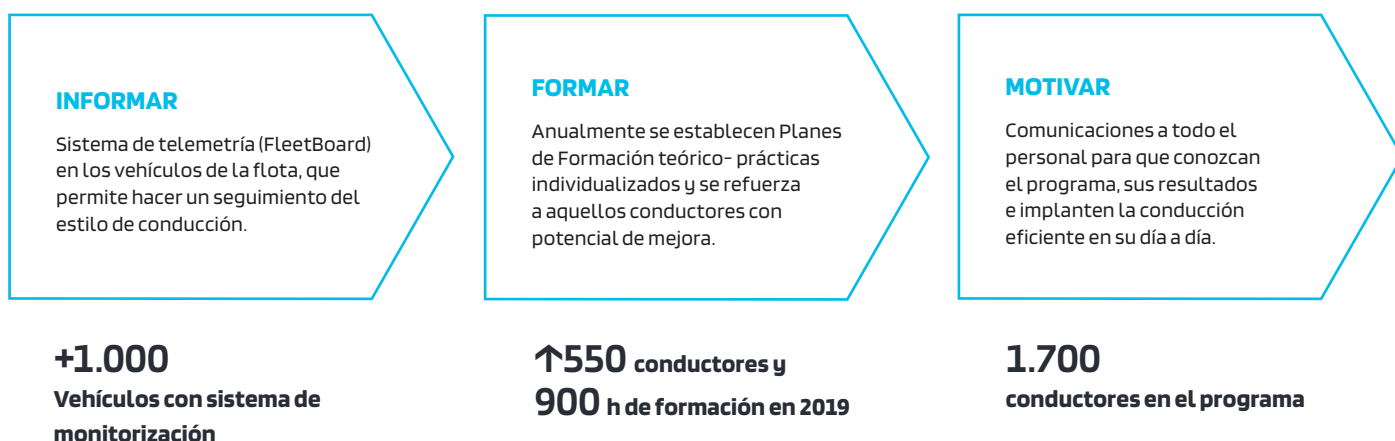 INFORMAR
Sistema de telemetría (FleetBoard)
en los vehículos de la flota, que
permite hacer un seguimiento del
estilo de conducción.
+1.000
Vehículos con sistema de
monitorización
FORMAR
Anualmente se establecen Planes
de Formación teórico- prácticas
individualizados y se refuerza
a aquellos conductores con
potencial de mejora.
↑550 conductores y
900 h de formación en 2019
MOTIVAR
Comunicaciones a todo el
personal para que conozcan
el programa, sus resultados
e implanten la conducción
eficiente en su día a día.
1.700
conductores en el programa